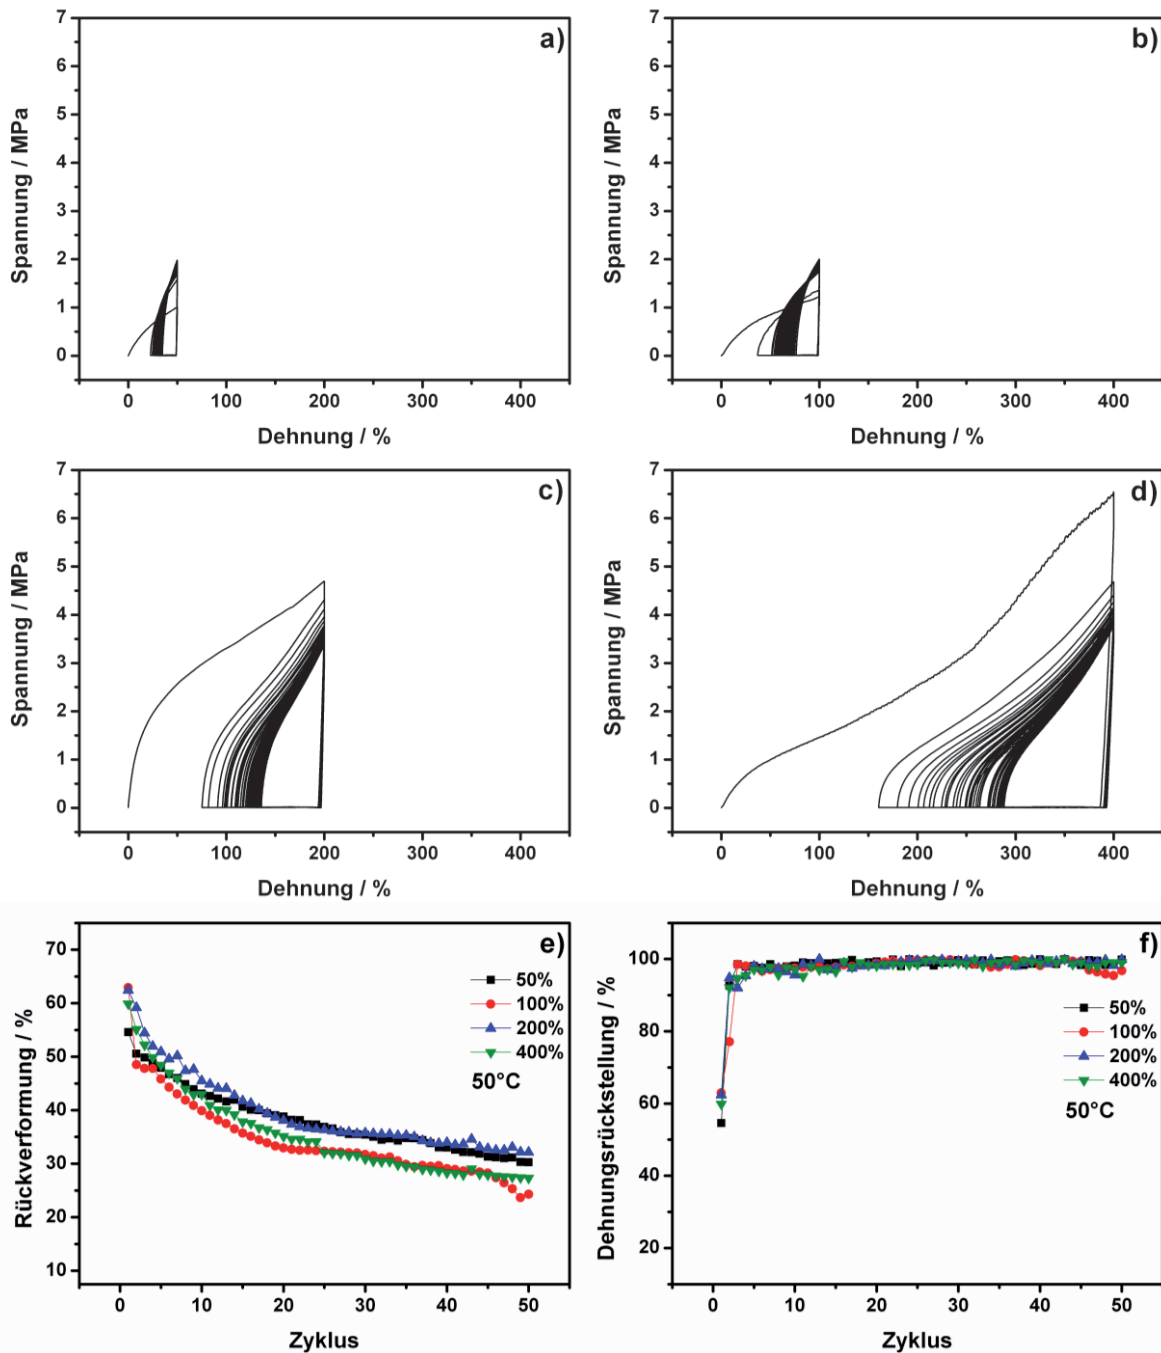 a)
7
6
5
4
3
2
1
0
Spannung / MPa
0 100 200 300 400
Dehnung / %
b)
7
6
5
4
3
2
1
0
Spannung / MPa
0 100 200 300 400
Dehnung / %
c)
7
6
5
4
3
2
1
0
Spannung / MPa
0 100 200 300 400
Dehnung / %
d)
7
6
5
4
3
2
1
0
Spannung / MPa
0 100 200 300 400
Dehnung / %
e)
70
60
50
40
30
20
10
Rückverformung / %
50%
100%
200%
400%
50°C
0 10 20 30 40 50
Zyklus
f)
100
80
60
40
20
Dehnungsrückstellung / %
50%
100%
200%
400%
50°C
0 10 20 30 40 50
Zyklus